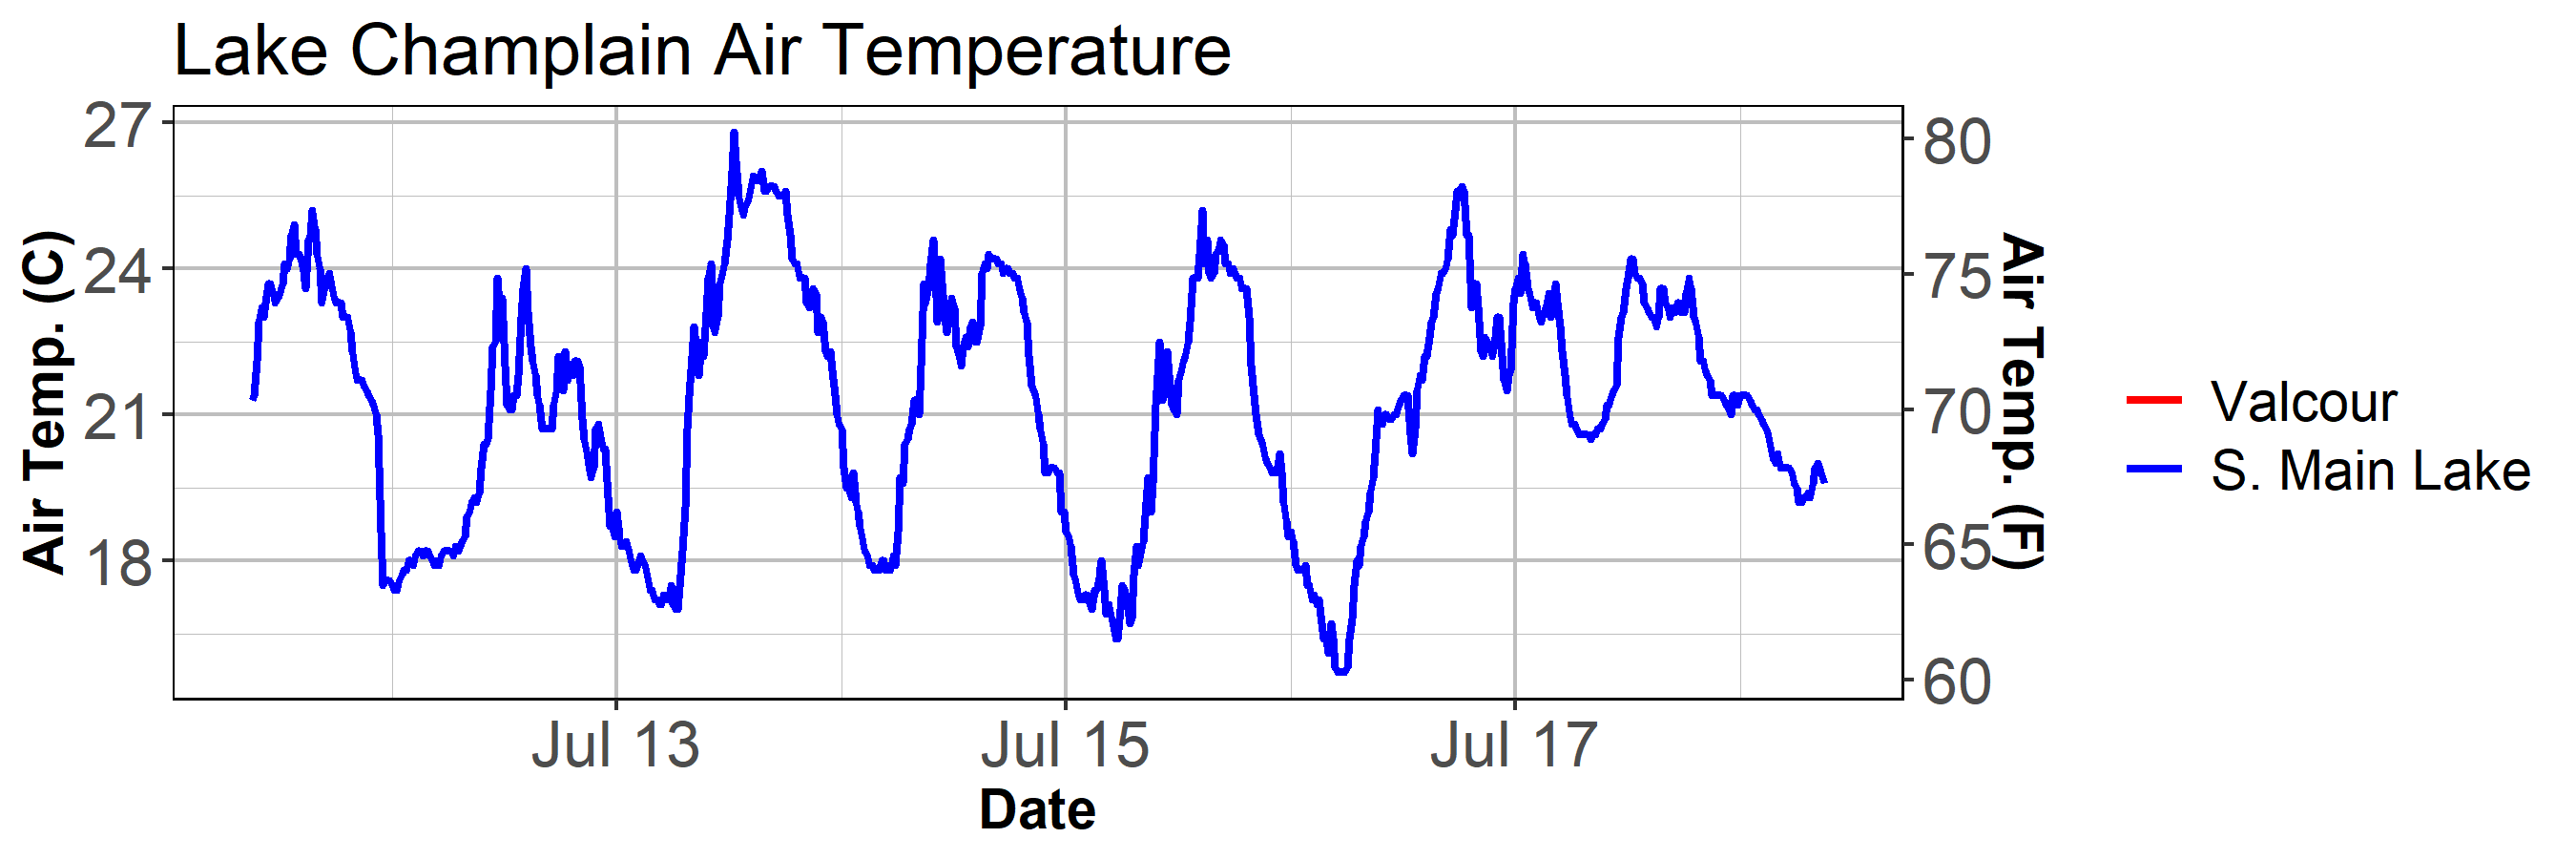 Lake Champlain Air Temperature
27
24
21
18
Air Temp. (C)
80
75
70
65
60
Air Temp. (F)
Jul 13
Jul 15
Jul 17
Date
Valcour
S. Main Lake